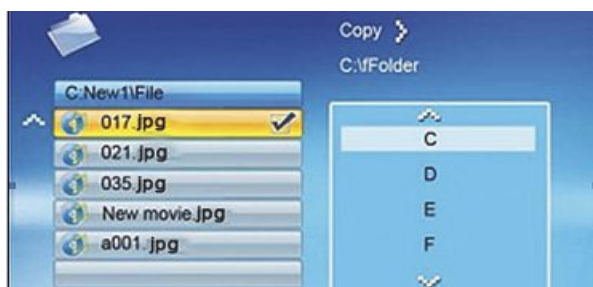 Copy
C:\fFolder
C:New1\File
017.jpg
021.jpg
035.jpg
New movie.jpg
a001.jpg
C
D
E
F